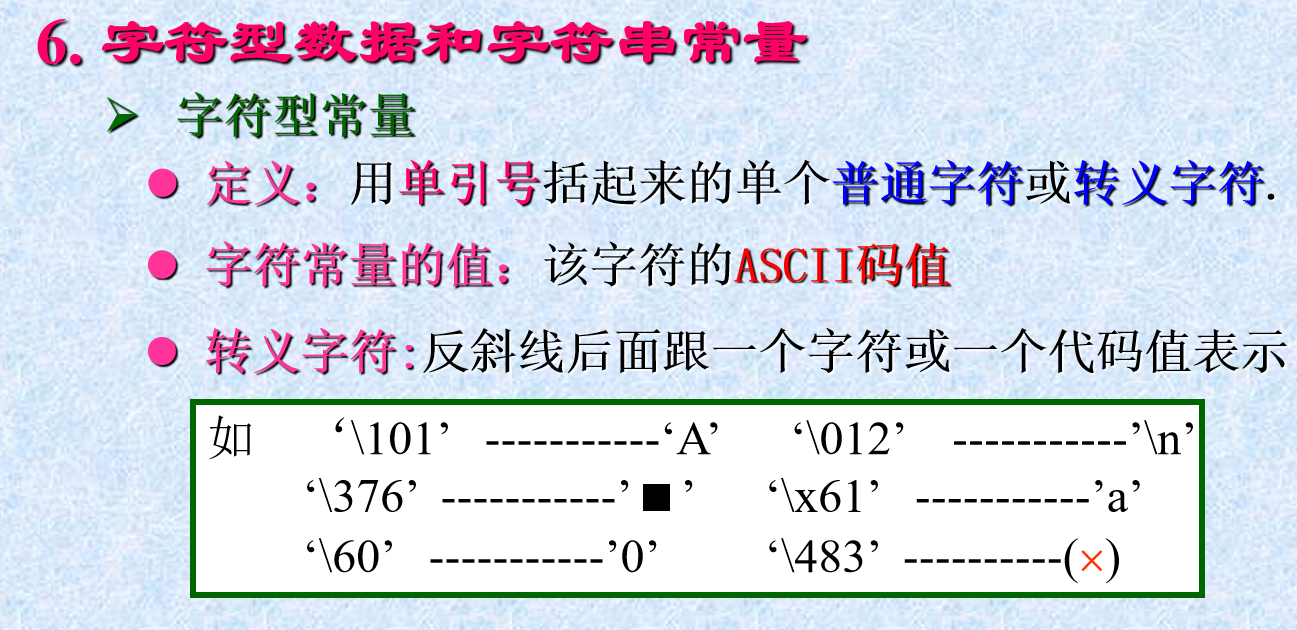 6. 字符型数据和字符串常量
➢ 字符型常量
● 定义：用单引号括起来的单个普通字符或转义字符.
● 字符常量的值：该字符的ASCII码值
● 转义字符:反斜线后面跟一个字符或一个代码值表示
如 ‘\101’ -----------‘A’ ‘\012’ -----------’\n’
‘\376’ -----------’■’ ‘\x61’ -----------’a’
‘\60’ -----------’0’ ‘\483’ ----------(×)